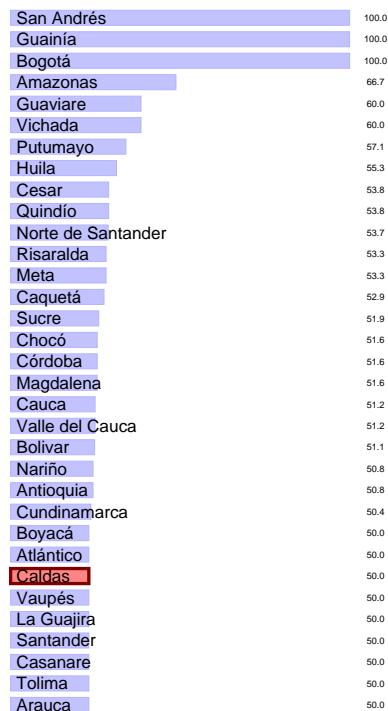 San Andrés 100.0
Guainía 100.0
Bogotá 100.0
Amazonas 66.7
Guaviare 60.0
Vichada 60.0
Putumayo 57.1
Huila 55.3
Cesar 53.8
Quindío 53.8
Norte de Santander 53.7
Risaralda 53.3
Meta 53.3
Caquetá 52.9
Sucre 51.9
Chocó 51.6
Córdoba 51.6
Magdalena 51.6
Cauca 51.2
Valle del Cauca 51.2
Bolivar 51.1
Nariño 50.8
Antioquia 50.8
Cundinamarca 50.4
Boyacá 50.0
Atlántico 50.0
Caldas 50.0
Vaupés 50.0
La Guajira 50.0
Santander 50.0
Casanare 50.0
Tolima 50.0
Arauca 50.0